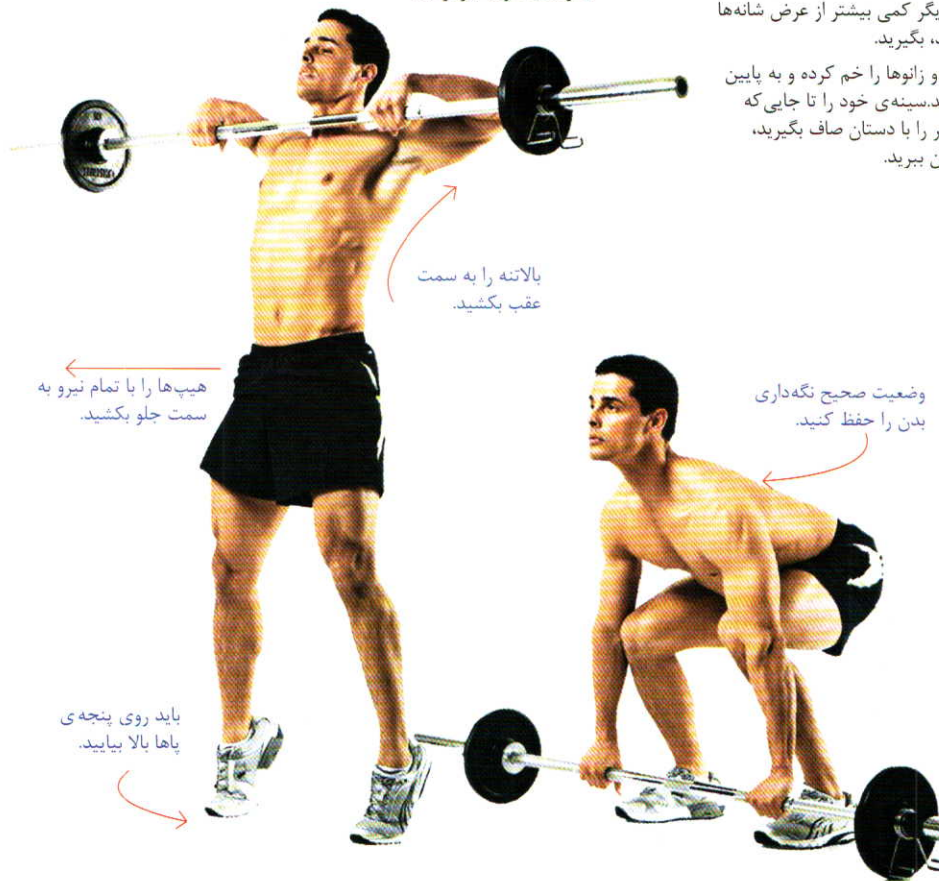 یگر کمی بیشتر از عرض شانه‌ها
د، بگیرید.
و زانوها را خم کرده و به پایین
ند.سینه‌ی خود را تا جایی‌که
ر را با دستان صاف بگیرید،
ن ببرید.
بالاتنه را به سمت
عقب بکشید.
هیپ‌ها را با تمام نیرو به
سمت جلو بکشید.
وضعیت صحیح نگه‌داری
بدن را حفظ کنید.
باید روی پنجه‌ی
پاها بالا بیایید.